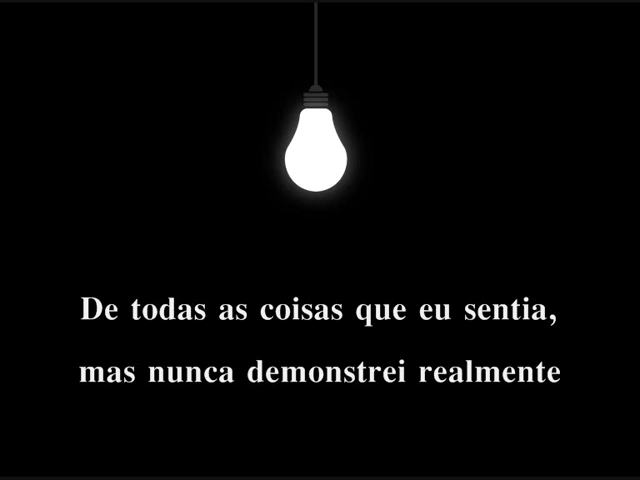 De todas as coisas que eu sentia,
mas nunca demonstrei realmente